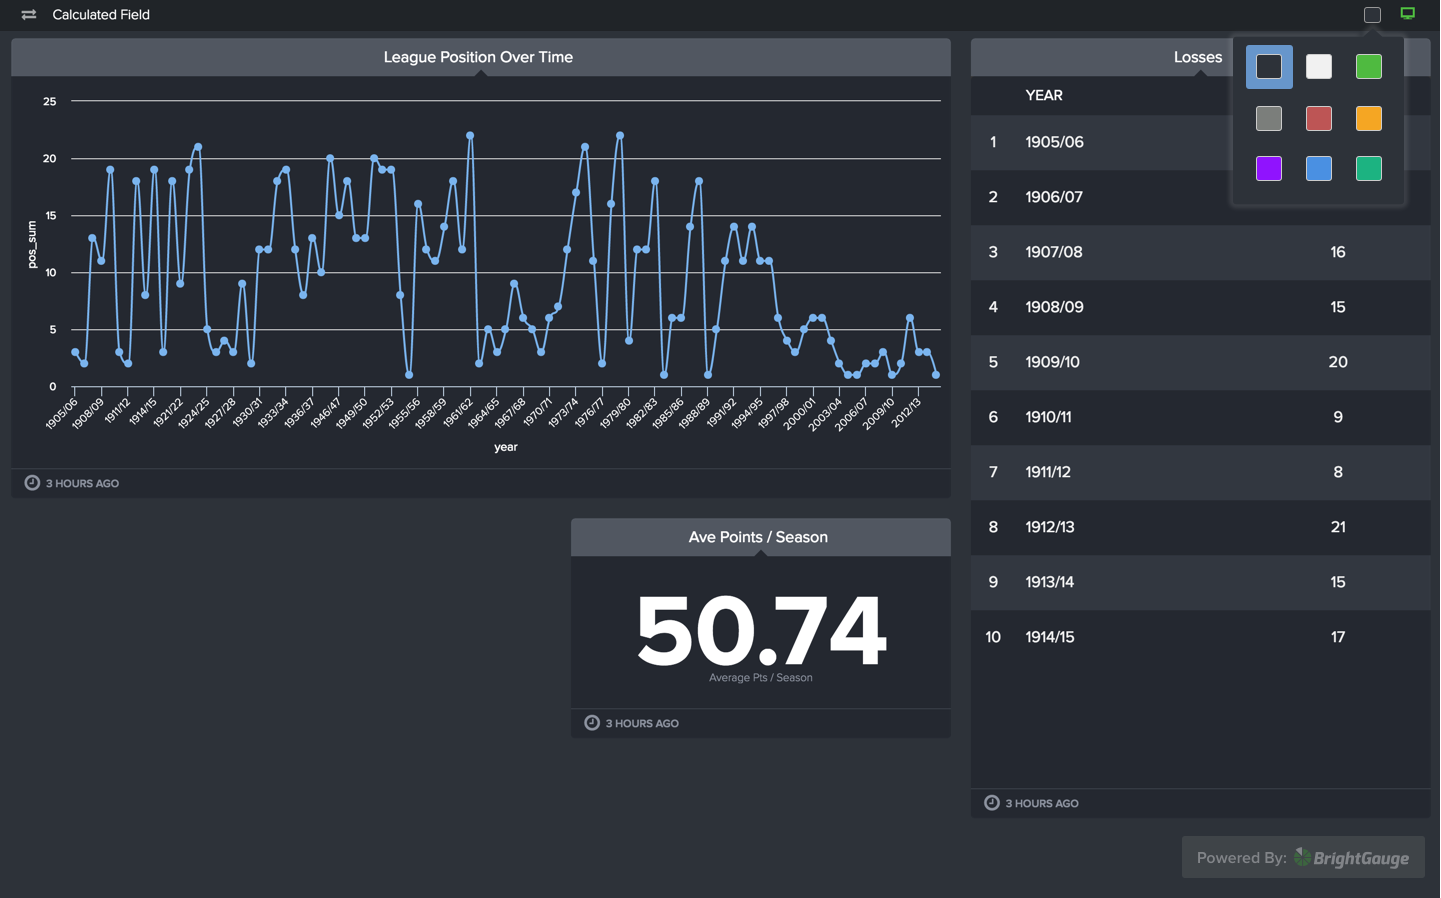 Calculated Field
League Position Over Time
25
20
15
10
5
0
pos_sum
1905/06
1908/09
1911/12
1914/15
1921/22
1924/25
1927/28
1930/31
1933/34
1936/37
1946/47
1949/50
1952/53
1955/56
1958/59
1961/62
1964/65
1967/68
1970/71
1973/74
1976/77
1979/80
1982/83
1985/86
1988/89
1991/92
1994/95
1997/98
2000/01
2003/04
2006/07
2009/10
2012/13
year
3 HOURS AGO
Ave Points / Season
50.74
Average Pts / Season
3 HOURS AGO
Losses
YEAR
1 1905/06
2 1906/07
3 1907/08 16
4 1908/09 15
5 1909/10 20
6 1910/11 9
7 1911/12 8
8 1912/13 21
9 1913/14 15
10 1914/15 17
3 HOURS AGO
Powered By: BrightGauge